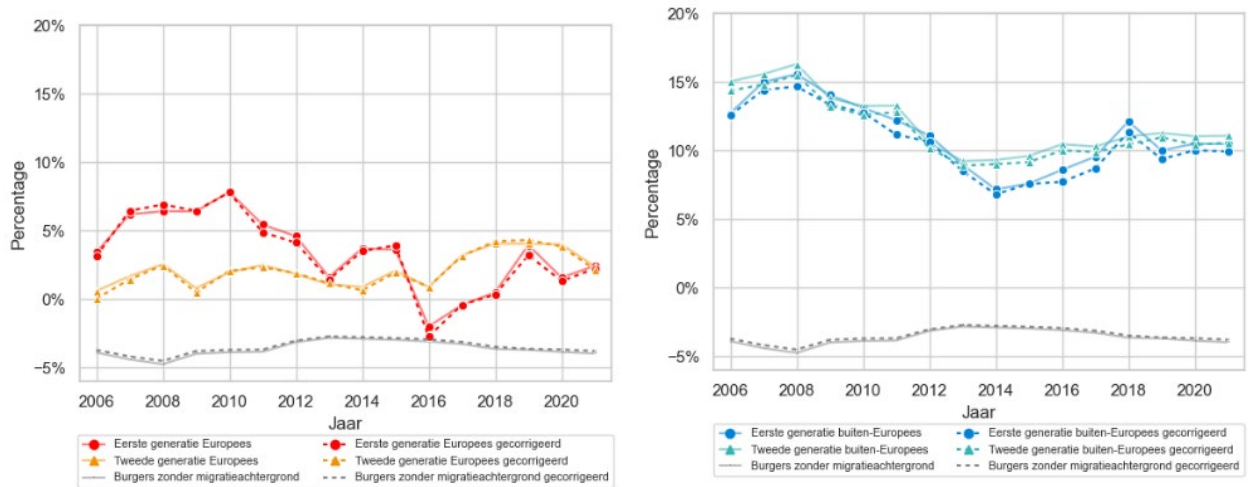 20%
15%
10%
5%
0%
−5%
Percentage
2006 2008 2010 2012 2014 2016 2018 2020
Jaar
Eerste generatie Europees
Eerste generatie Europees gecorrigeerd
Tweede generatie Europees
Tweede generatie Europees gecorrigeerd
Burgers zonder migratieachtergrond
Burgers zonder migratieachtergrond gecorrigeerd
20%
15%
10%
5%
0%
−5%
Percentage
2006 2008 2010 2012 2014 2016 2018 2020
Jaar
Eerste generatie buiten-Europees
Eerste generatie buiten-Europees gecorrigeerd
Tweede generatie buiten-Europees
Tweede generatie buiten-Europees gecorrigeerd
Burgers zonder migratieachtergrond
Burgers zonder migratieachtergrond gecorrigeerd